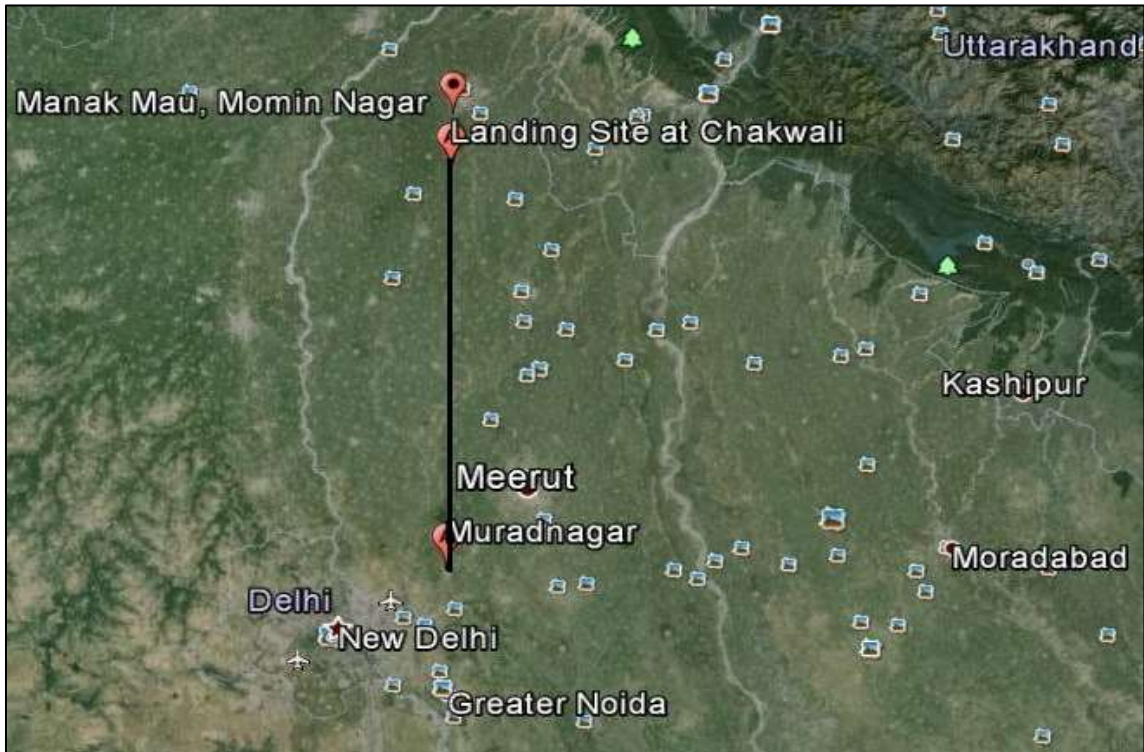 Uttarakhand
Manak Mau, Momin Nagar
Landing Site at Chakwali
Kashipur
Meerut
Muradnagar
Moradabad
Delhi
New Delhi
Greater Noida